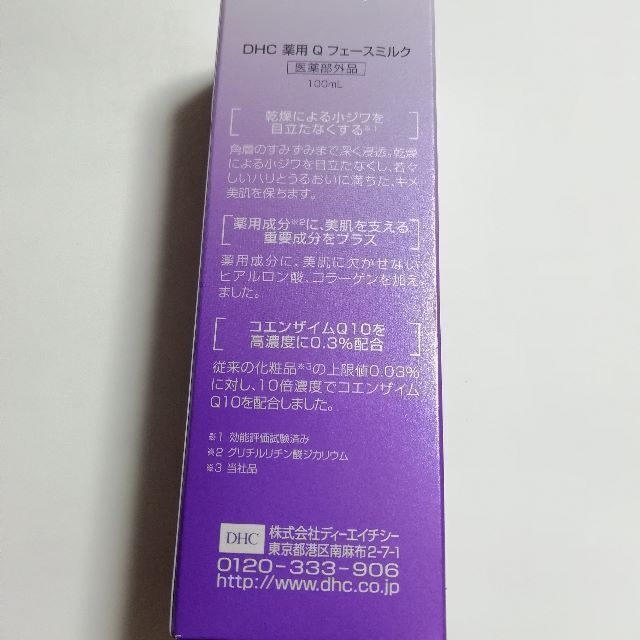 DHC 薬用 Q フェースミルク
医薬部外品
100mL
乾燥による小ジワを
目立たなくする※1
角層のすみずみまで深く浸透。乾燥
による小ジワを目立たなくし、若々
しいハリとうるおいに満ちた、キメ
美肌を保ちます。
薬用成分※2に、美肌を支える
重要成分をプラス
薬用成分に、美肌に欠かせない
ヒアルロン酸、コラーゲンを加え
ました。
コエンザイムQ10を
高濃度に0.3%配合
従来の化粧品※3の上限値0.03%
に対し、10倍濃度でコエンザイム
Q10を配合しました。
※1 効能評価試験済み
※2 グリチルリチン酸ジカリウム
※3 当社品
DHC
株式会社ディーエイチシー
東京都港区南麻布2-7-1
0120-333-906
http://www.dhc.co.jp